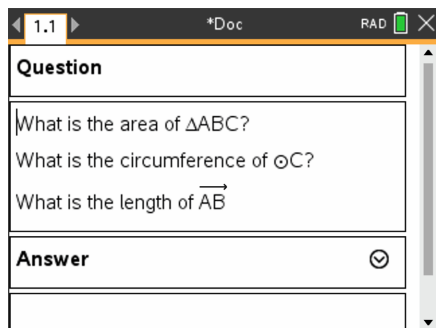 1.1 *Doc RAD
Question
What is the area of ΔABC?
What is the circumference of ⊙C?
What is the length of A⃗B⃗
Answer